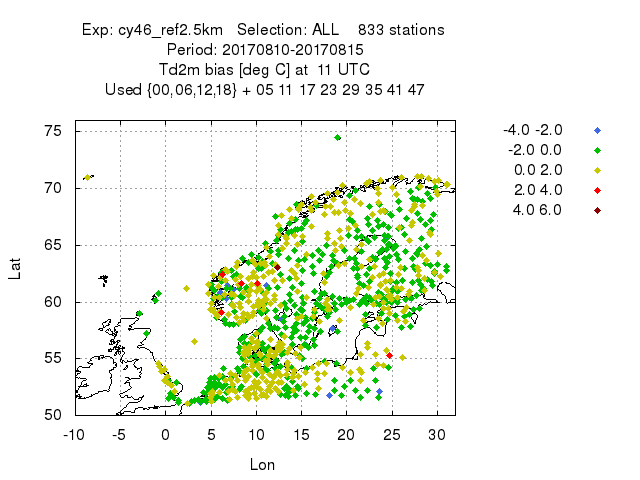 Exp: cy46_ref2.5km   Selection: ALL    833 stations
Period: 20170810-20170815
Td2m bias [deg C] at  11 UTC
Used {00,06,12,18} + 05 11 17 23 29 35 41 47
-4.0 -2.0
-2.0 0.0
0.0 2.0
2.0 4.0
4.0 6.0
Lat
75
70
65
60
55
50
-10 -5 0 5 10 15 20 25 30
Lon